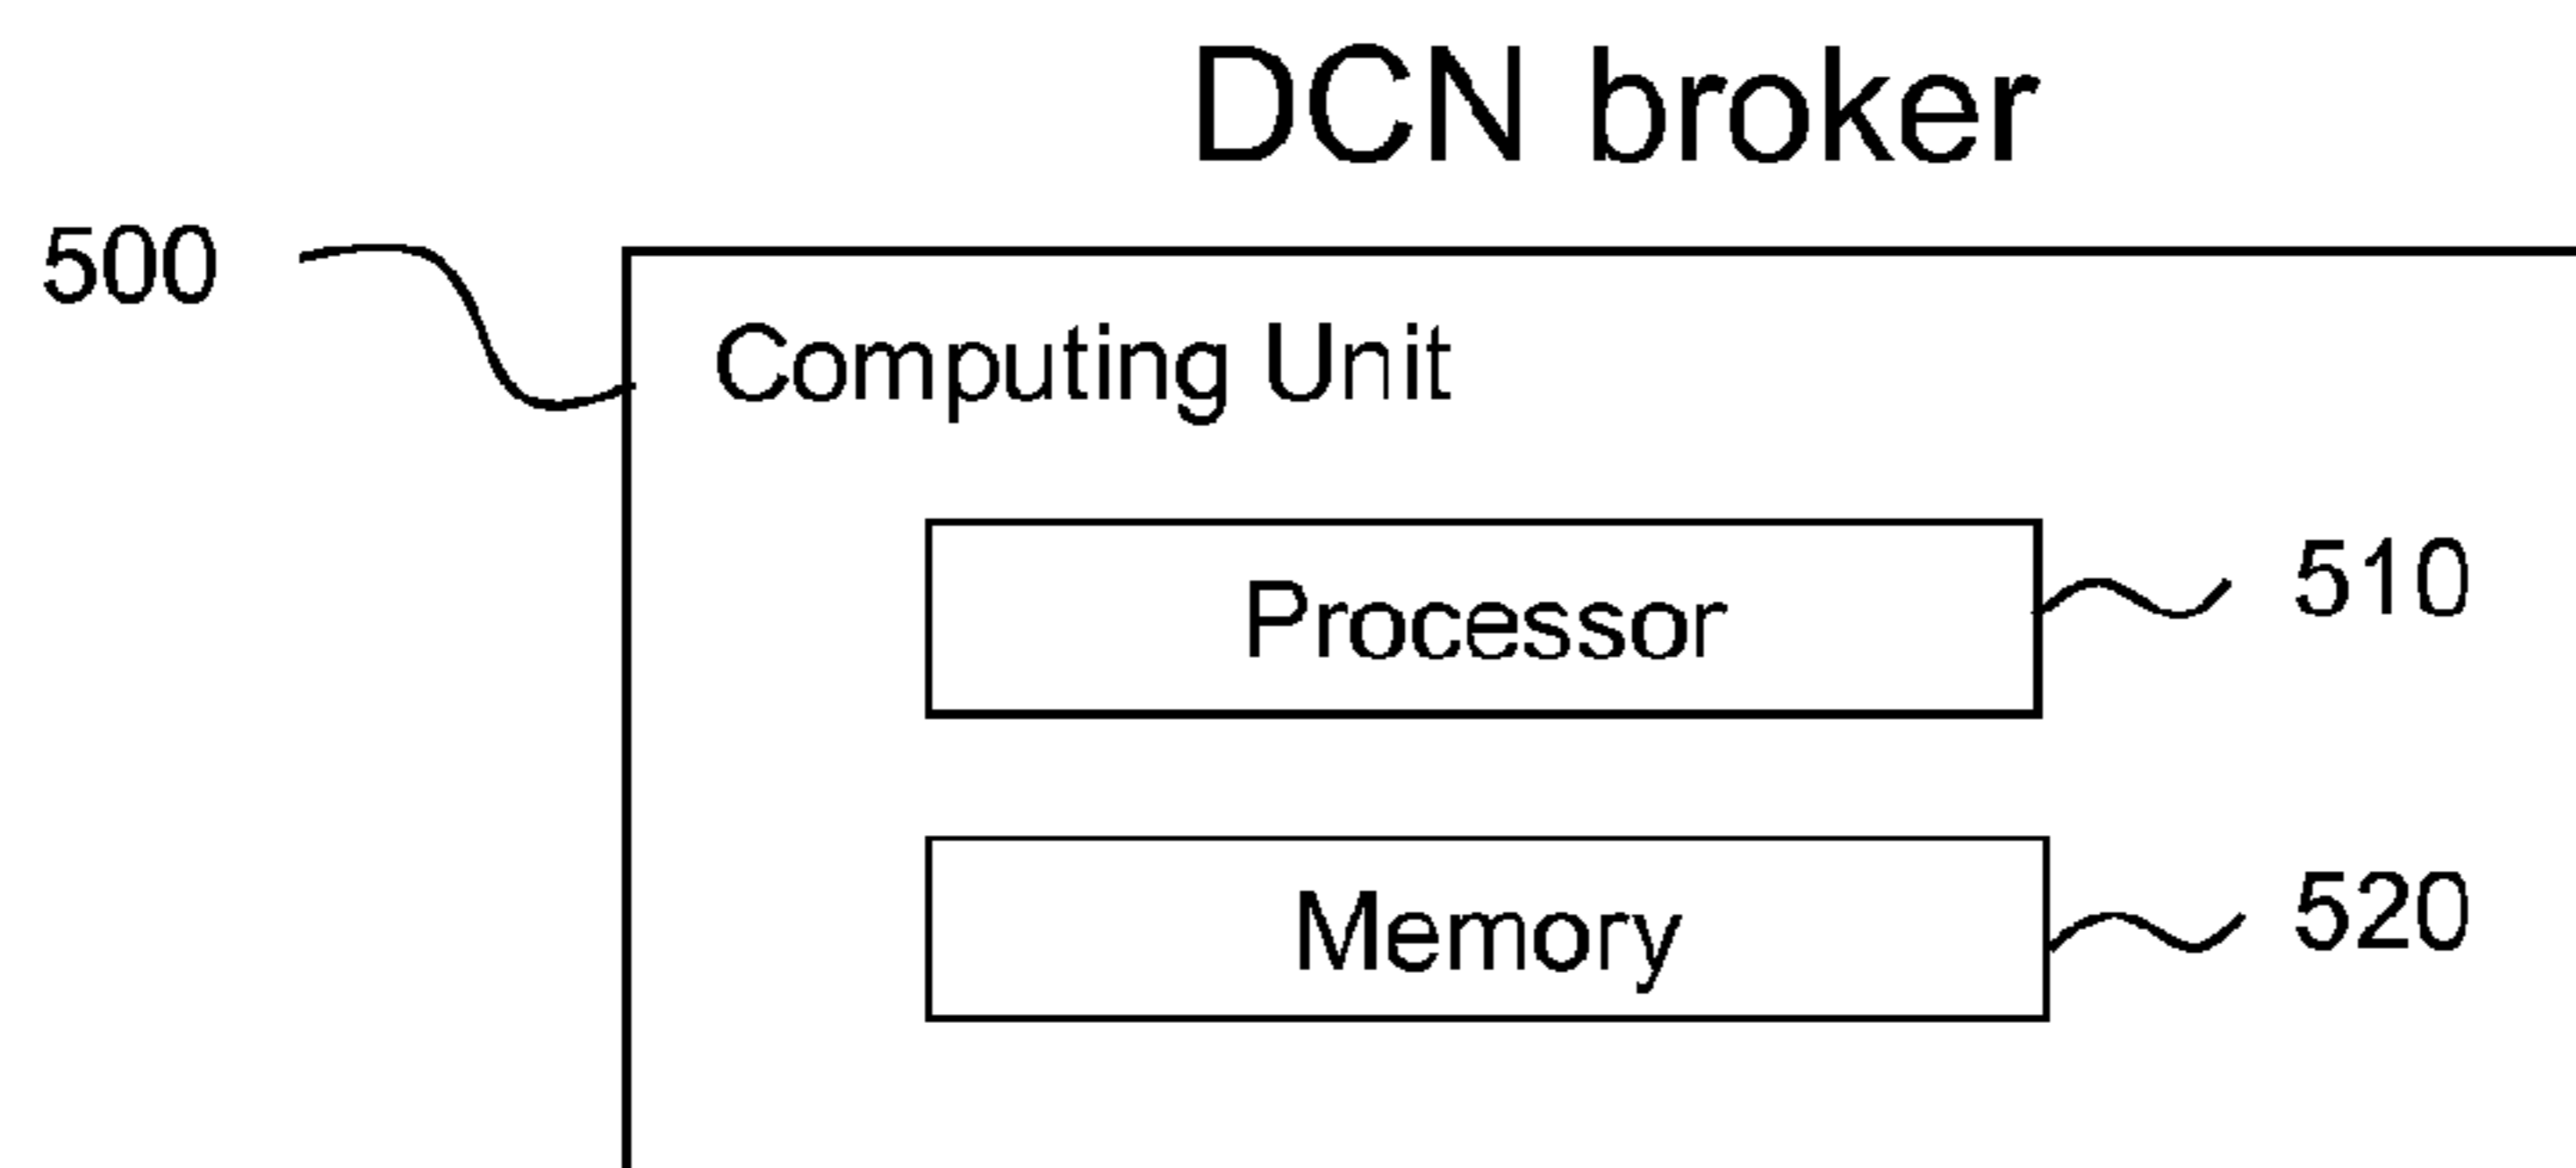 DCN broker
500
Computing Unit
Processor
510
Memory
520